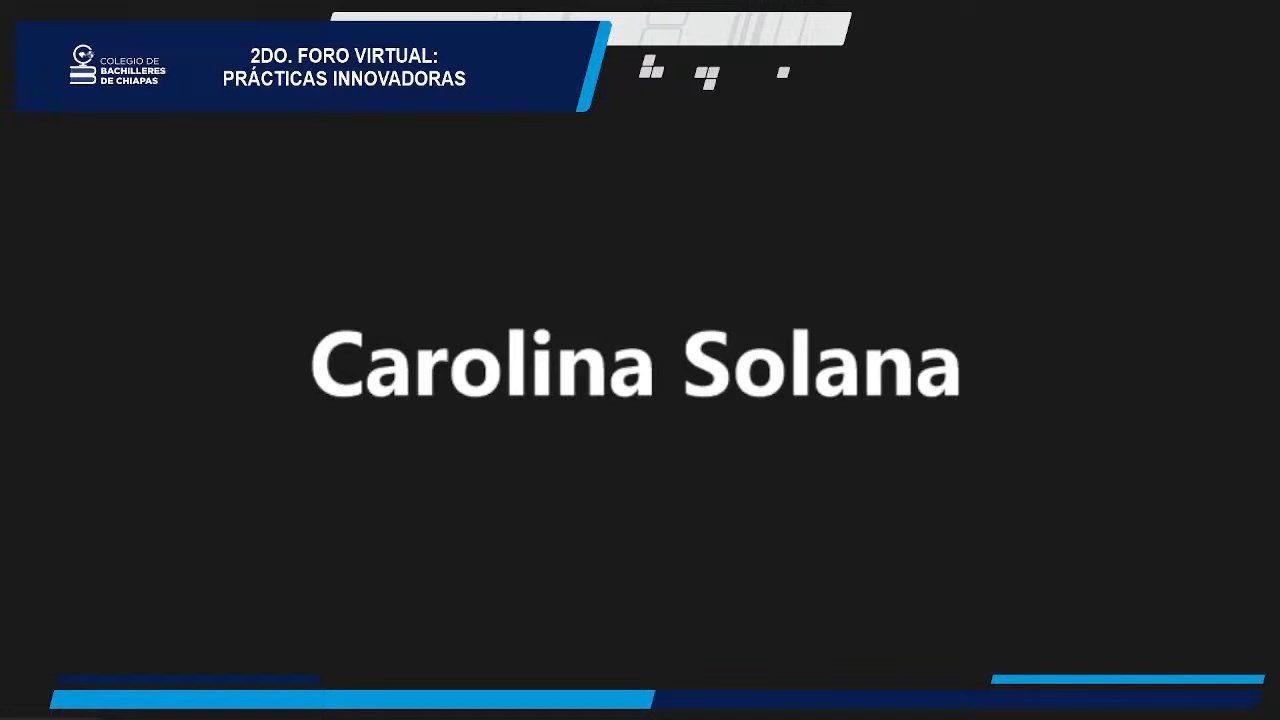 COLEGIO DE
BACHILLERES
DE CHIAPAS
2DO. FORO VIRTUAL:
PRÁCTICAS INNOVADORAS
Carolina Solana